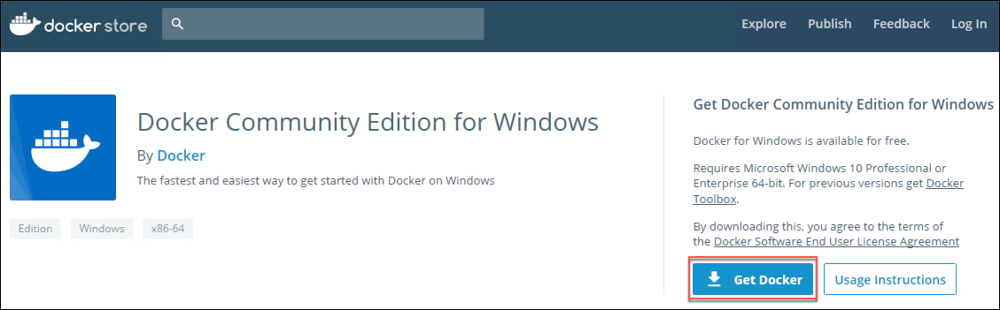 docker store
Explore Publish Feedback Log In
Docker Community Edition for Windows
By Docker
The fastest and easiest way to get started with Docker on Windows
Edition Windows x86-64
Get Docker Community Edition for Windows
Docker for Windows is available for free.
Requires Microsoft Windows 10 Professional or
Enterprise 64-bit. For previous versions get Docker
Toolbox.
By downloading this, you agree to the terms of
the Docker Software End User License Agreement
Get Docker Usage Instructions